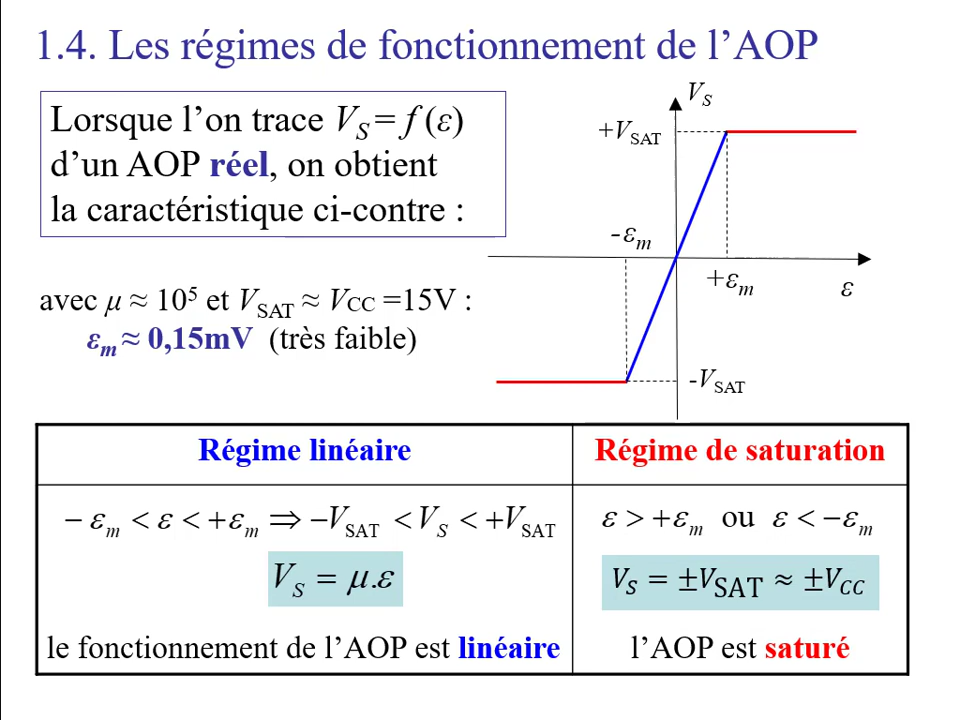 1.4. Les régimes de fonctionnement de l'AOP
Lorsque l'on trace V_S = f (ε)
d'un AOP réel, on obtient
la caractéristique ci-contre :
V_S
+V_SAT
-ε_m
+ε_m
ε
-V_SAT
avec μ ≈ 10⁵ et V_SAT ≈ V_CC =15V :
ε_m ≈ 0,15mV (très faible)
Régime linéaire
− ε_m < ε < +ε_m ⇒ −V_SAT < V_S < +V_SAT
V_S = μ.ε
le fonctionnement de l'AOP est linéaire
Régime de saturation
ε > +ε_m ou ε < −ε_m
V_S = ±V_SAT ≈ ±V_CC
l'AOP est saturé